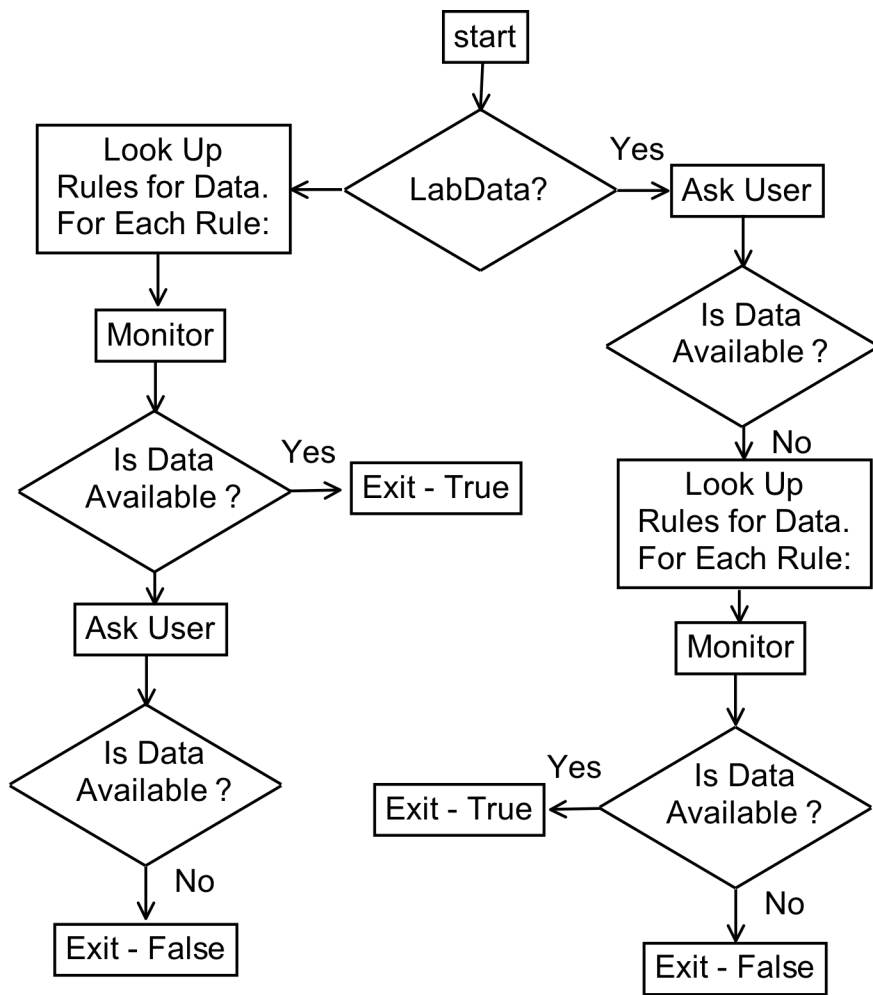 start
LabData?
Yes
Ask User
Is Data
Available ?
No
Look Up
Rules for Data.
For Each Rule:
Monitor
Is Data
Available ?
Yes
Exit - True
No
Exit - False
Look Up
Rules for Data.
For Each Rule:
Monitor
Is Data
Available ?
Yes
Exit - True
Ask User
Is Data
Available ?
No
Exit - False